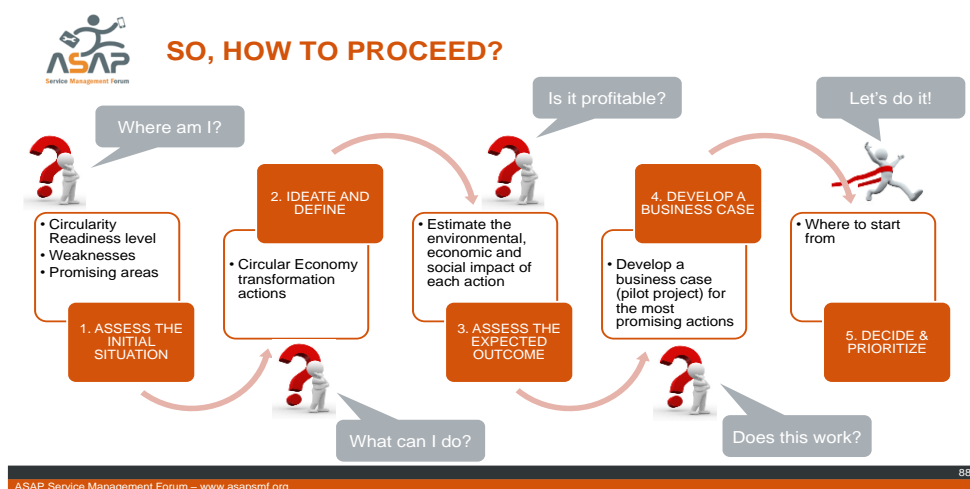 ASAP
Service Management Forum
SO, HOW TO PROCEED?
Where am I?
• Circularity
Readiness level
• Weaknesses
• Promising areas
1. ASSESS THE
INITIAL
SITUATION
2. IDEATE AND
DEFINE
• Circular Economy
transformation
actions
What can I do?
Is it profitable?
• Estimate the
environmental,
economic and
social impact of
each action
3. ASSESS THE
EXPECTED
OUTCOME
4. DEVELOP A
BUSINESS CASE
• Develop a
business case
(pilot project) for
the most
promising actions
Does this work?
Let's do it!
• Where to start
from
5. DECIDE &
PRIORITIZE
88
ASAP Service Management Forum – www.asapsmf.org